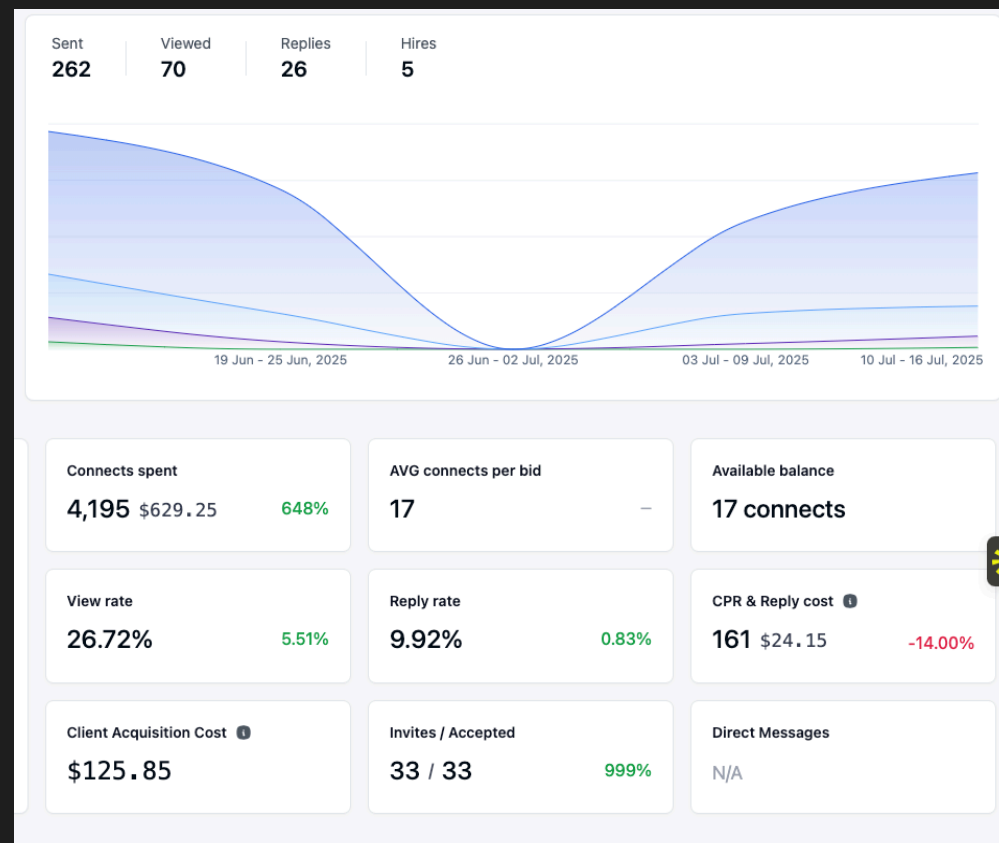 Sent Viewed Replies Hires
262 70 26 5
19 Jun - 25 Jun, 2025 26 Jun - 02 Jul, 2025 03 Jul - 09 Jul, 2025 10 Jul - 16 Jul, 2025
Connects spent
4,195 $629.25 648%
AVG connects per bid
17 –
Available balance
17 connects
View rate
26.72% 5.51%
Reply rate
9.92% 0.83%
CPR & Reply cost
161 $24.15 -14.00%
Client Acquisition Cost
$125.85
Invites / Accepted
33 / 33 999%
Direct Messages
N/A